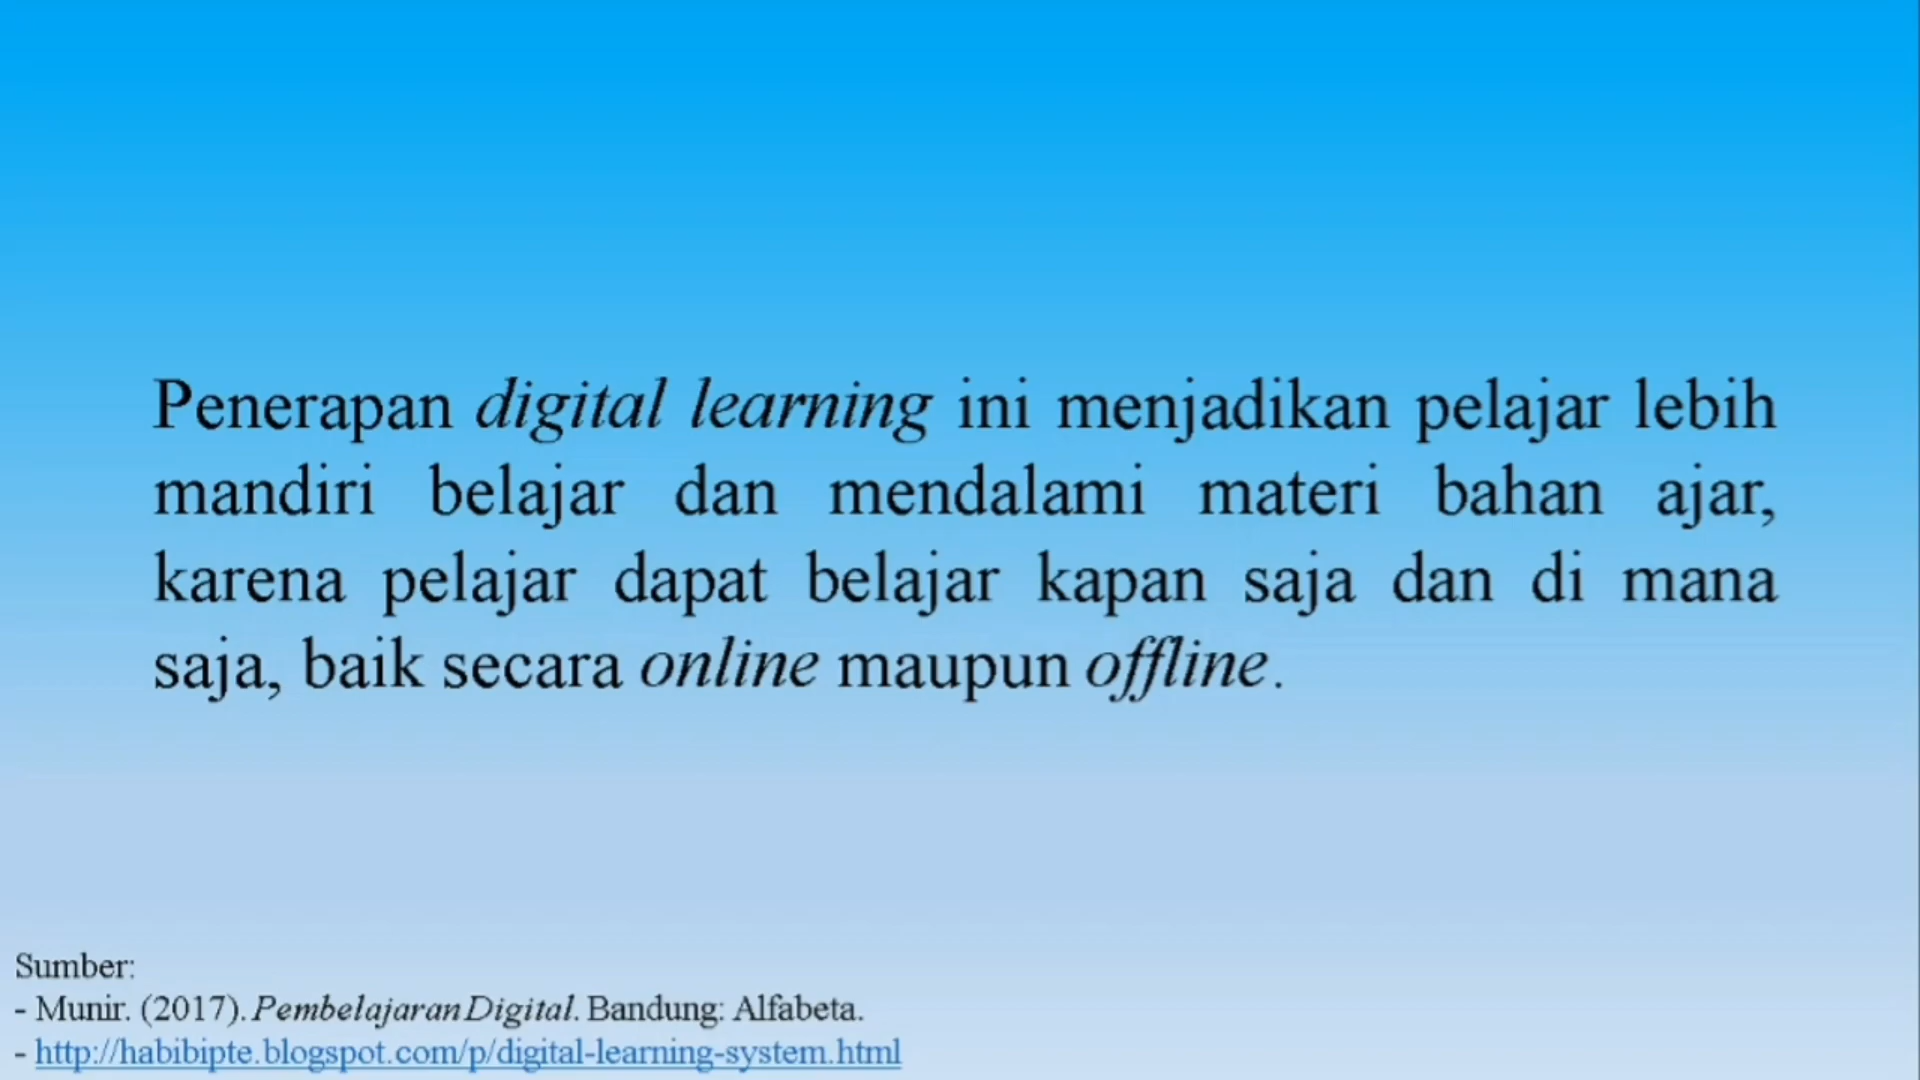 Penerapan digital learning ini menjadikan pelajar lebih
mandiri belajar dan mendalami materi bahan ajar,
karena pelajar dapat belajar kapan saja dan di mana
saja, baik secara online maupun offline.
Sumber:
- Munir. (2017). Pembelajaran Digital. Bandung: Alfabeta.
- http://habibipte.blogspot.com/p/digital-learning-system.html